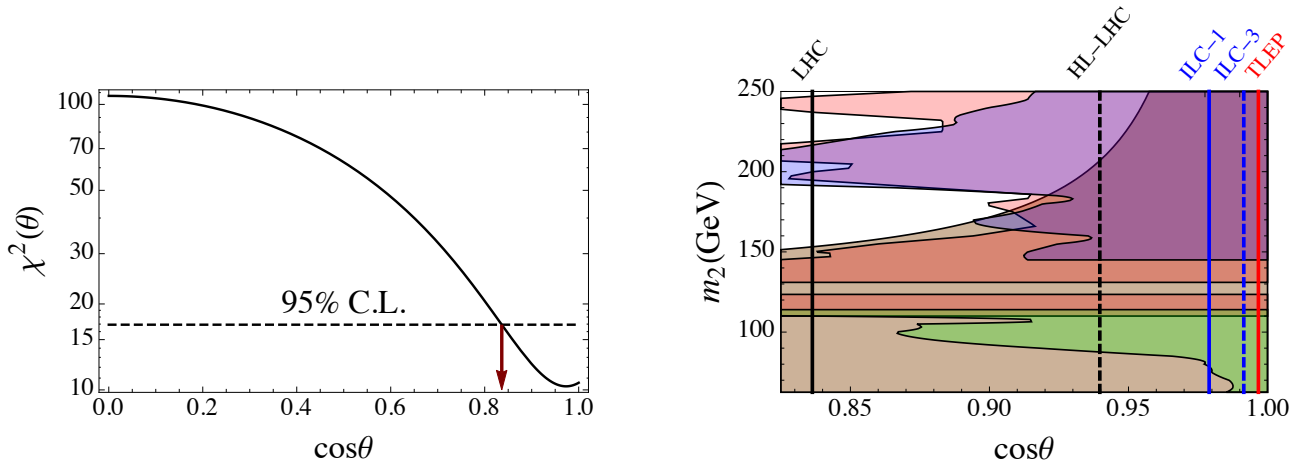 χ²(θ)
100
50
30
20
15
10
95% C.L.
0.0 0.2 0.4 0.6 0.8 1.0
cosθ
LHC
HL-LHC
ILC-1
ILC-3
TLEP
m₂(GeV)
250
200
150
100
0.85 0.90 0.95 1.00
cosθ